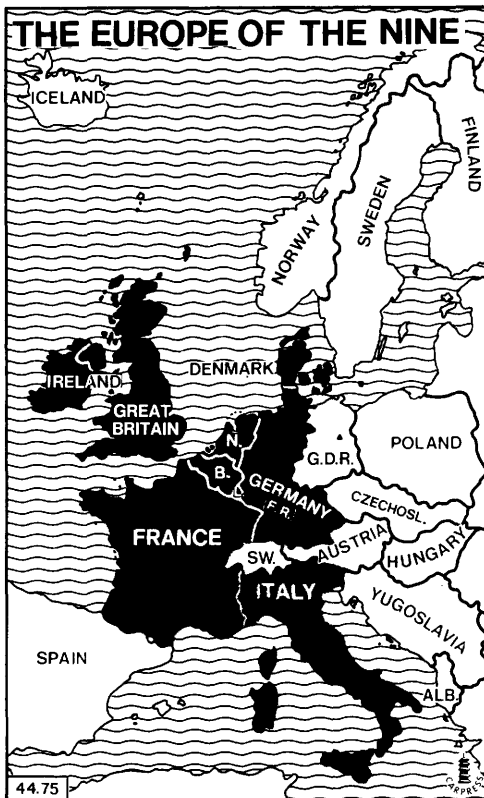 THE EUROPE OF THE NINE
ICELAND
FINLAND
SWEDEN
NORWAY
DENMARK
IRELAND
GREAT
BRITAIN
N.
B.
G.D.R.
POLAND
GERMANY
F.R.
CZECHOSL.
FRANCE
SW.
AUSTRIA
HUNGARY
ITALY
YUGOSLAVIA
SPAIN
ALB.
CARPRESS
44.75